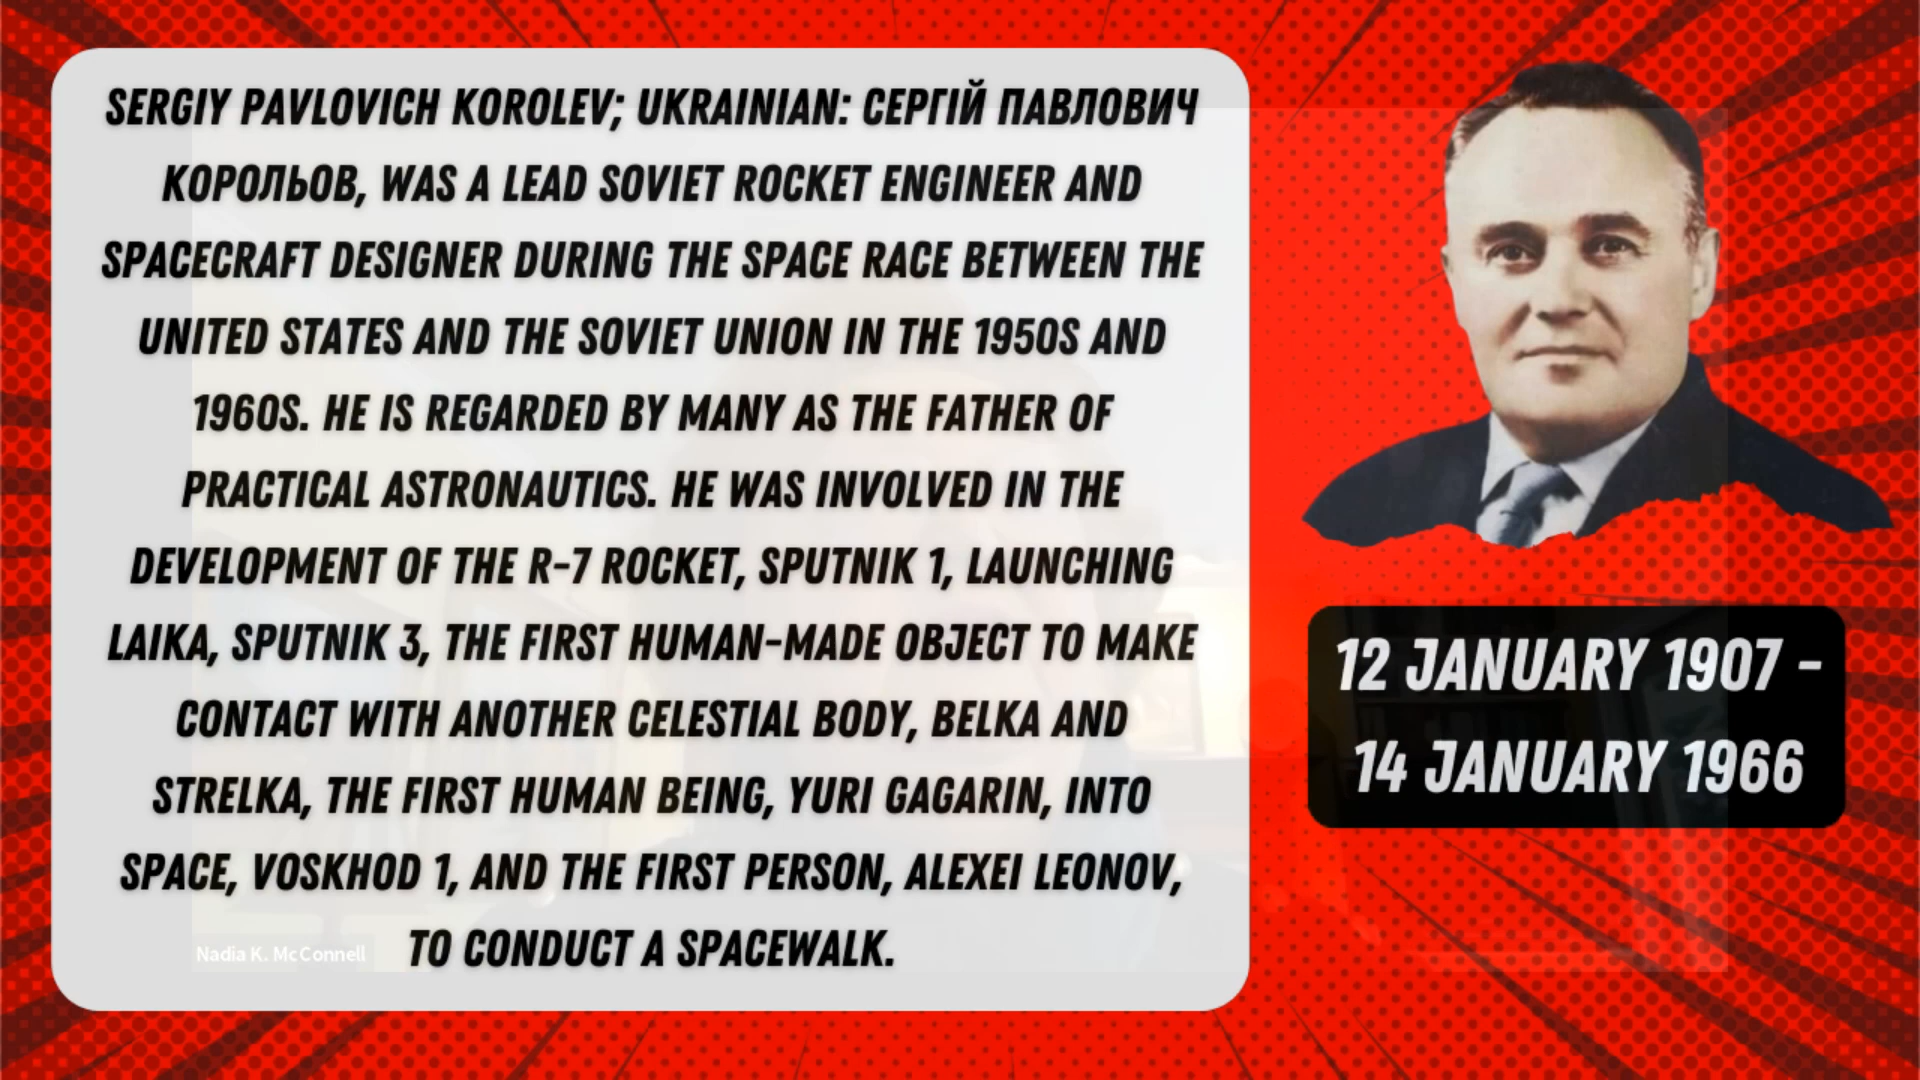 SERGIY PAVLOVICH KOROLEV; UKRAINIAN: СЕРГІЙ ПАВЛОВИЧ
КОРОЛЬОВ, WAS A LEAD SOVIET ROCKET ENGINEER AND
SPACECRAFT DESIGNER DURING THE SPACE RACE BETWEEN THE
UNITED STATES AND THE SOVIET UNION IN THE 1950S AND
1960S. HE IS REGARDED BY MANY AS THE FATHER OF
PRACTICAL ASTRONAUTICS. HE WAS INVOLVED IN THE
DEVELOPMENT OF THE R-7 ROCKET, SPUTNIK 1, LAUNCHING
LAIKA, SPUTNIK 3, THE FIRST HUMAN-MADE OBJECT TO MAKE
CONTACT WITH ANOTHER CELESTIAL BODY, BELKA AND
STRELKA, THE FIRST HUMAN BEING, YURI GAGARIN, INTO
SPACE, VOSKHOD 1, AND THE FIRST PERSON, ALEXEI LEONOV,
TO CONDUCT A SPACEWALK.
Nadia K. McConnell
12 JANUARY 1907 -
14 JANUARY 1966